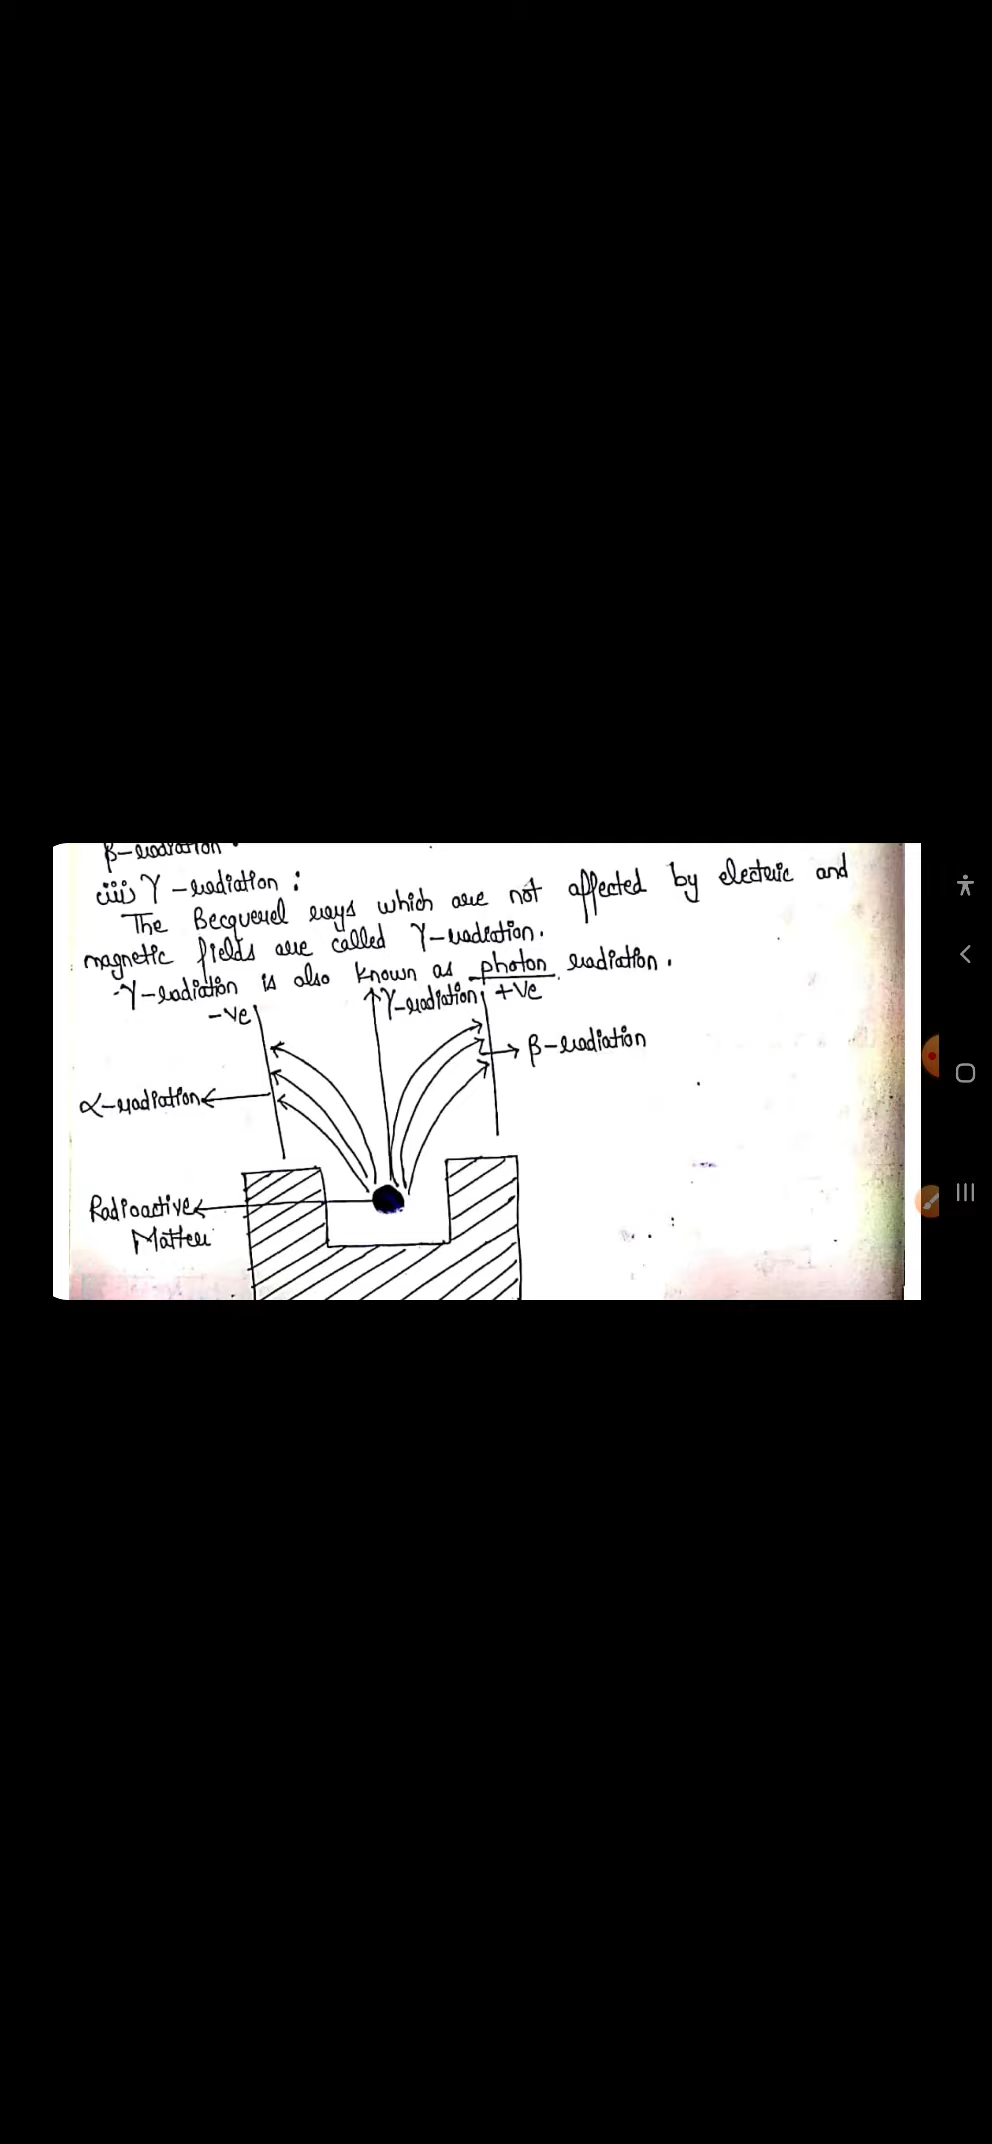 β-radiation.
(iii) γ-radiation:
The Becquerel rays which are not affected by electric and
magnetic fields are called γ-radiation.
-γ-radiation is also known as photon radiation.
-ve
γ-radiation
+ve
β-radiation
α-radiation
Radioactive
Matter